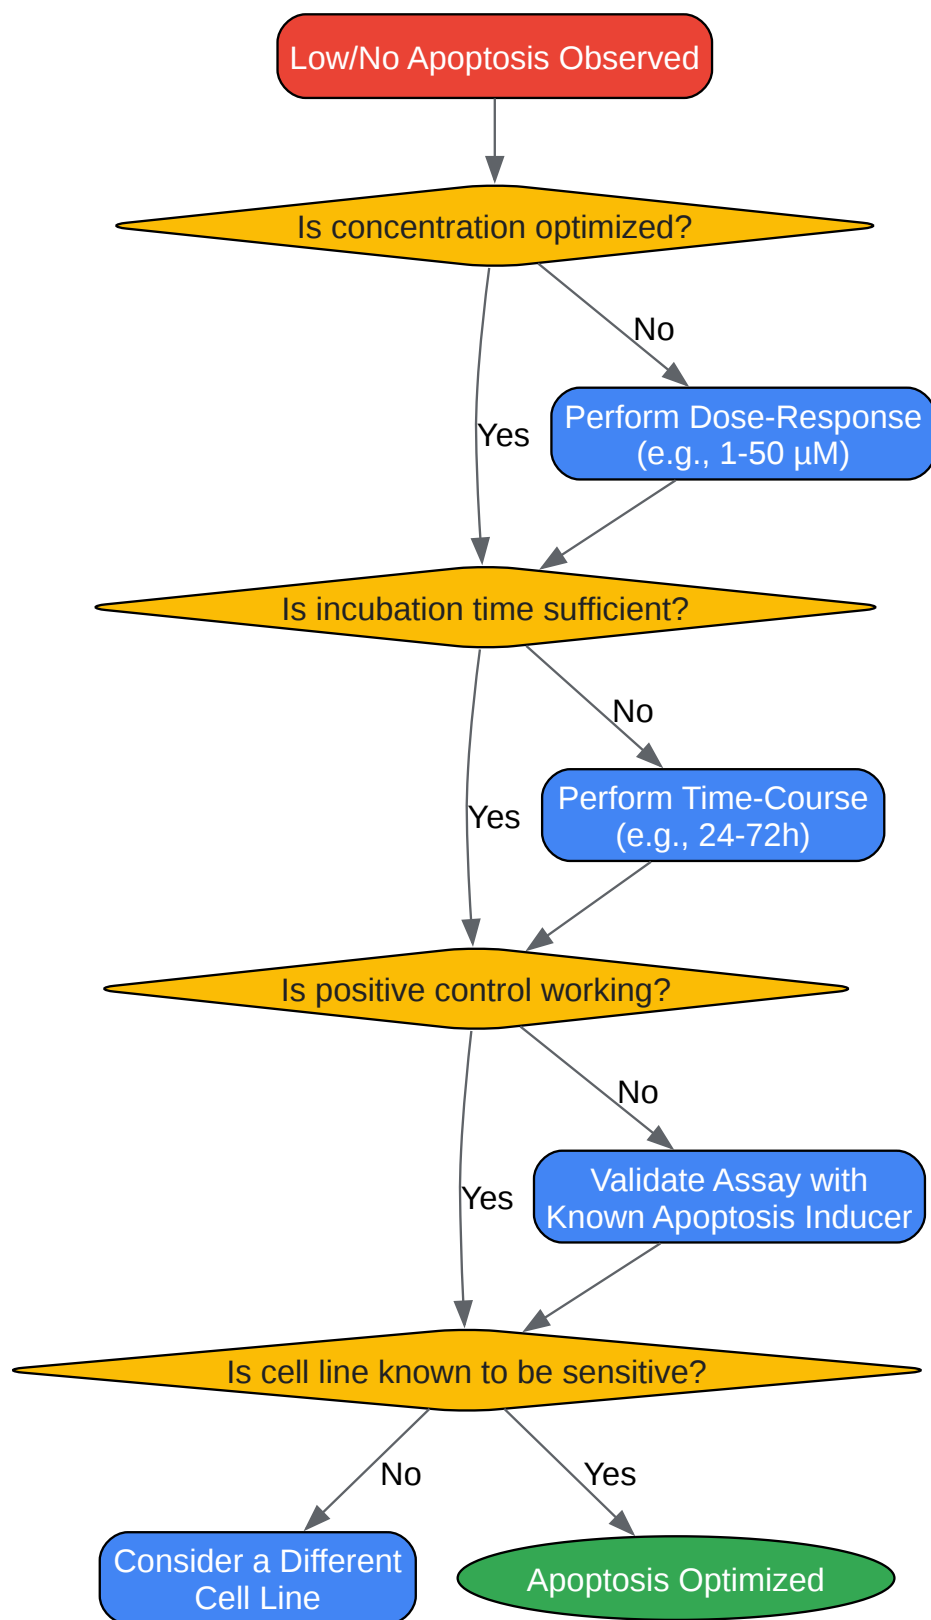 Low/No Apoptosis Observed
Is concentration optimized?
No
Perform Dose-Response
(e.g., 1-50 µM)
Yes
Is incubation time sufficient?
No
Perform Time-Course
(e.g., 24-72h)
Yes
Is positive control working?
No
Validate Assay with
Known Apoptosis Inducer
Yes
Is cell line known to be sensitive?
No
Yes
Consider a Different
Cell Line
Apoptosis Optimized